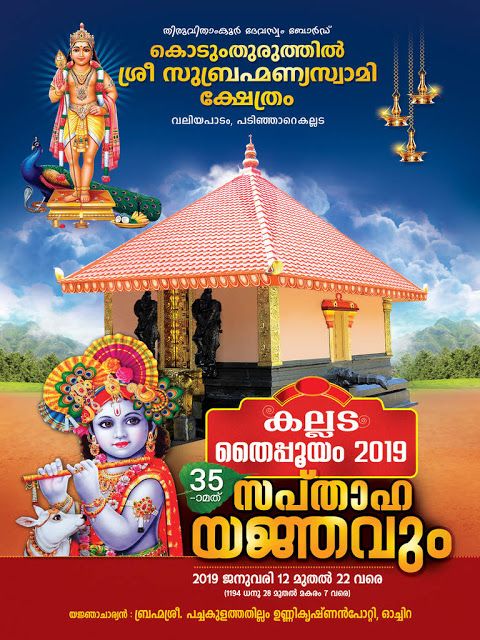 തിരുവിതാംകൂർ ദേവസ്വം ബോർഡ്
കൊടുംതുരുത്തിൽ
ശ്രീ സുബ്രഹ്മണ്യസ്വാമി
ക്ഷേത്രം
വലിയപാടം, പടിഞ്ഞാറെകല്ലട
കല്ലട
തൈപ്പൂയം 2019
35
-ാമത്
സപ്താഹ
യജ്ഞവും
2019 ജനുവരി 12 മുതൽ 22 വരെ
(1194 ധനു 28 മുതൽ മകരം 7 വരെ)
യജ്ഞാചാര്യൻ : ബ്രഹ്മശ്രീ. പച്ചകുളത്തതില്ലം ഉണ്ണികൃഷ്ണൻപോറ്റി, ഓച്ചിറ